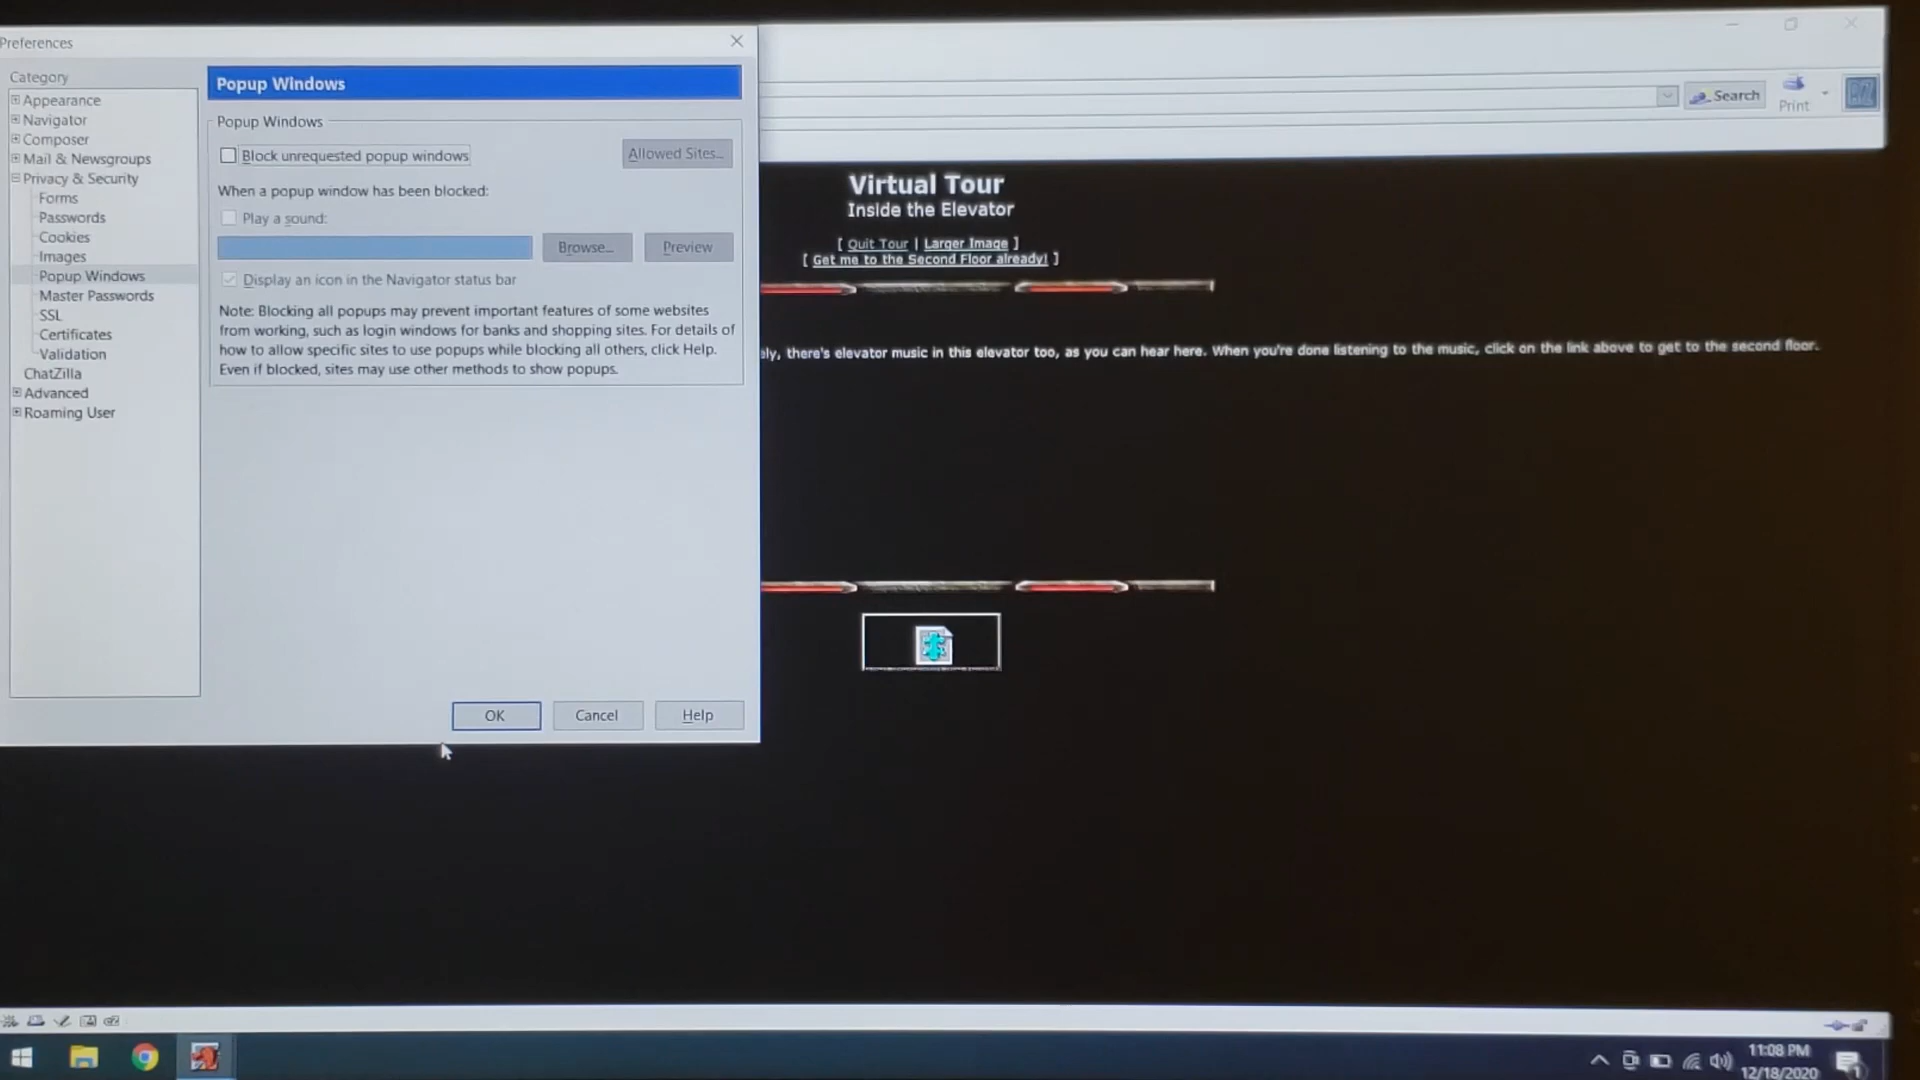 Preferences
Category
Appearance
Navigator
Composer
Mail & Newsgroups
Privacy & Security
Forms
Passwords
Cookies
Images
Popup Windows
Master Passwords
SSL
Certificates
Validation
ChatZilla
Advanced
Roaming User
Popup Windows
Popup Windows
Block unrequested popup windows
Allowed Sites...
When a popup window has been blocked:
Play a sound:
Browse...
Preview
Display an icon in the Navigator status bar
Note: Blocking all popups may prevent important features of some websites
from working, such as login windows for banks and shopping sites. For details of
how to allow specific sites to use popups while blocking all others, click Help.
Even if blocked, sites may use other methods to show popups.
OK
Cancel
Help
Search
Print
Virtual Tour
Inside the Elevator
[ Quit Tour | Larger Image ]
[ Get me to the Second Floor already! ]
there's elevator music in this elevator too, as you can hear here. When you're done listening to the music, click on the link above to get to the second floor.
11:08 PM
12/18/2020
1